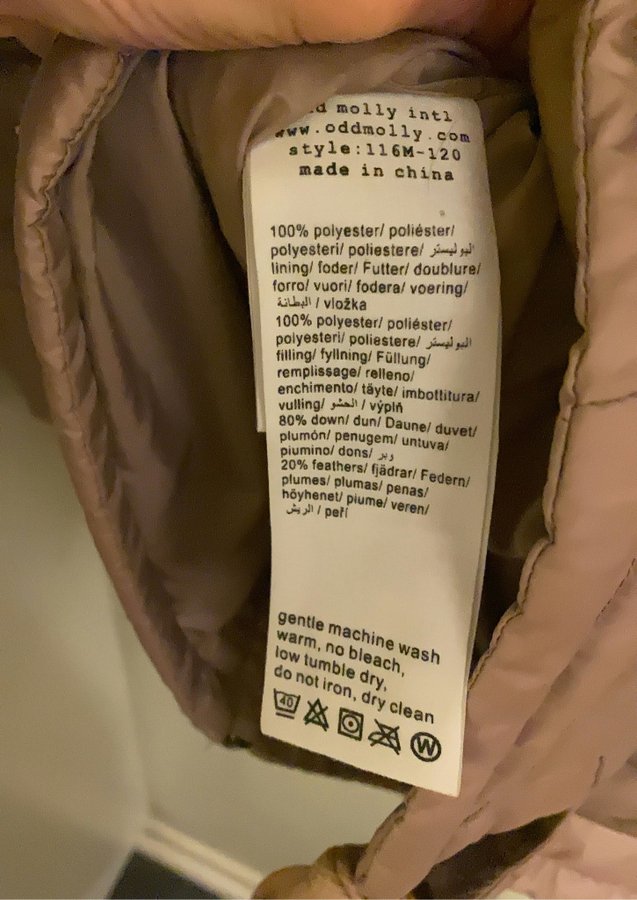 molly intl
www.oddmolly.com
style:116M-120
made in china
100% polyester/ poliéster/
polyesteri/ poliestere/ البوليستر
lining/ foder/ Futter/ doublure/
forro/ vuori/ fodera/ voering/
البطانة / vložka
100% polyester/ poliéster/
polyesteri/ poliestere/ البوليستر
filling/ fyllning/ Füllung/
remplissage/ relleno/
enchimento/ täyte/ imbottitura/
vulling/ الحشو / výplň
80% down/ dun/ Daune/ duvet/
plumón/ penugem/ untuva/
piumino/ dons/ وبر
20% feathers/ fjädrar/ Federn/
plumes/ plumas/ penas/
höyhenet/ piume/ veren/
الريش / peří
gentle machine wash
warm, no bleach,
low tumble dry,
do not iron, dry clean
40 W